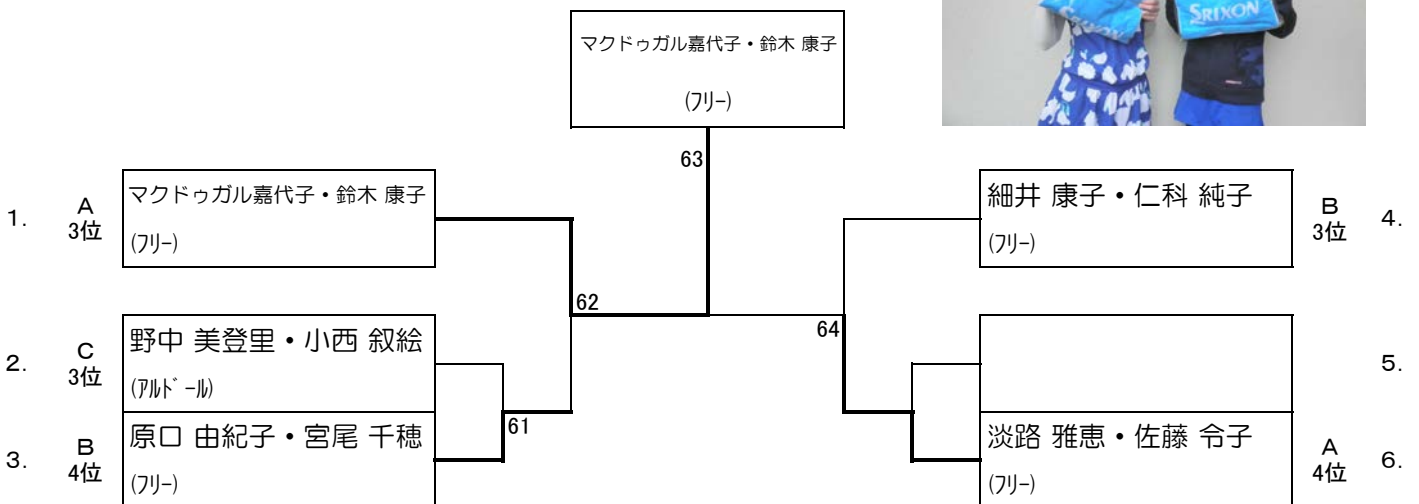 SRIXON
SRIXON
マクドゥガル嘉代子・鈴木 康子
(フリー)
63
1. A 3位
マクドゥガル嘉代子・鈴木 康子
(フリー)
細井 康子・仁科 純子
(フリー)
B 3位 4.
62
64
2. C 3位
野中 美登里・小西 叙絵
(アルドール)
5.
61
3. B 4位
原口 由紀子・宮尾 千穂
(フリー)
淡路 雅恵・佐藤 令子
(フリー)
A 4位 6.